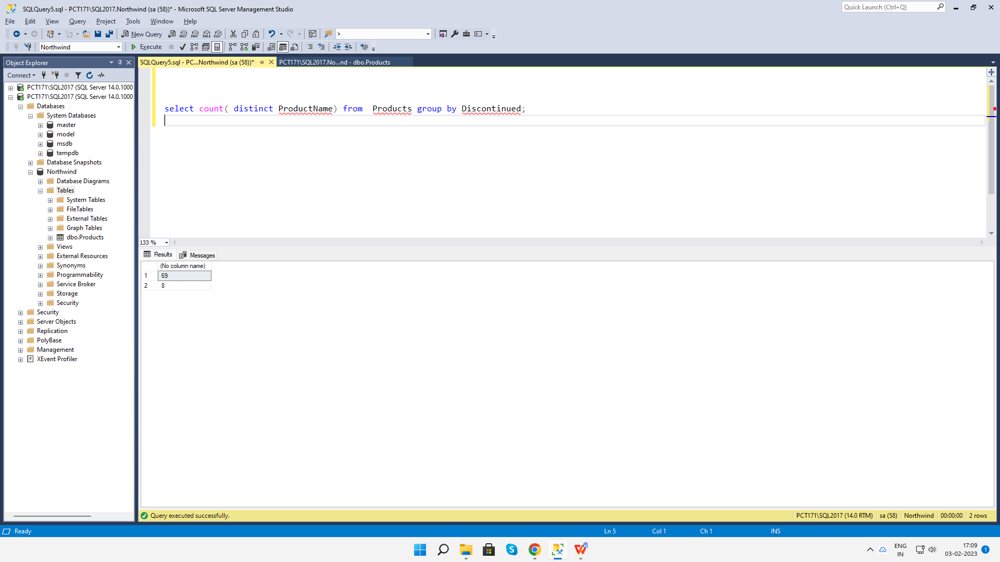 SQLQuery5.sql - PCT171\SQL2017.Northwind (sa (58))* - Microsoft SQL Server Management Studio
Quick Launch (Ctrl+Q)
File Edit View Query Project Tools Window Help
New Query MDX DMX XMLA DAX >
Northwind Execute
Object Explorer
SQLQuery5.sql - PC...Northwind (sa (58))* PCT171\SQL2017.No...nd - dbo.Products
Connect
PCT171\SQL2017 (SQL Server 14.0.1000
PCT171\SQL2017 (SQL Server 14.0.1000
Databases
System Databases
master
model
msdb
tempdb
Database Snapshots
Northwind
Database Diagrams
Tables
System Tables
FileTables
External Tables
Graph Tables
dbo.Products
Views
External Resources
Synonyms
Programmability
Service Broker
Storage
Security
Security
Server Objects
Replication
PolyBase
Management
XEvent Profiler
select count( distinct ProductName) from  Products group by Discontinued;
133 %
Results Messages
(No column name)
1 69
2 8
Query executed successfully.
PCT171\SQL2017 (14.0 RTM) sa (58) Northwind 00:00:00 2 rows
Ready Ln 5 Col 1 Ch 1 INS
ENG
IN
17:09
03-02-2023
1